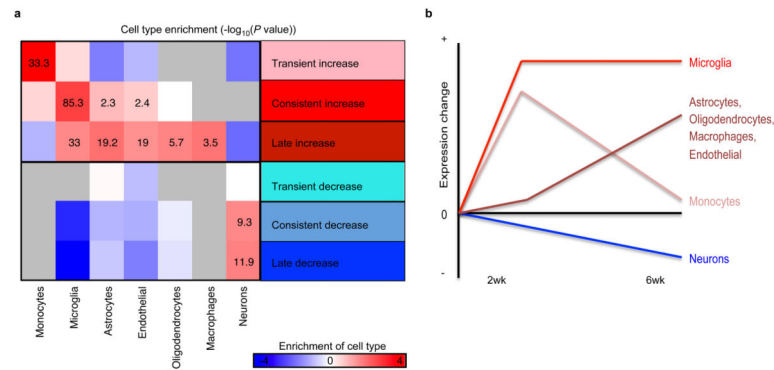 a
Cell type enrichment (-log10(P value))
33.3
Transient increase
85.3 2.3 2.4
Consistent increase
33 19.2 19 5.7 3.5
Late increase
Transient decrease
9.3
Consistent decrease
11.9
Late decrease
Monocytes
Microglia
Astrocytes
Endothelial
Oligodendrocytes
Macrophages
Neurons
Enrichment of cell type
-4 0 4
b
+
Expression change
0
-
2wk 6wk
Microglia
Astrocytes,
Oligodendrocytes,
Macrophages,
Endothelial
Monocytes
Neurons